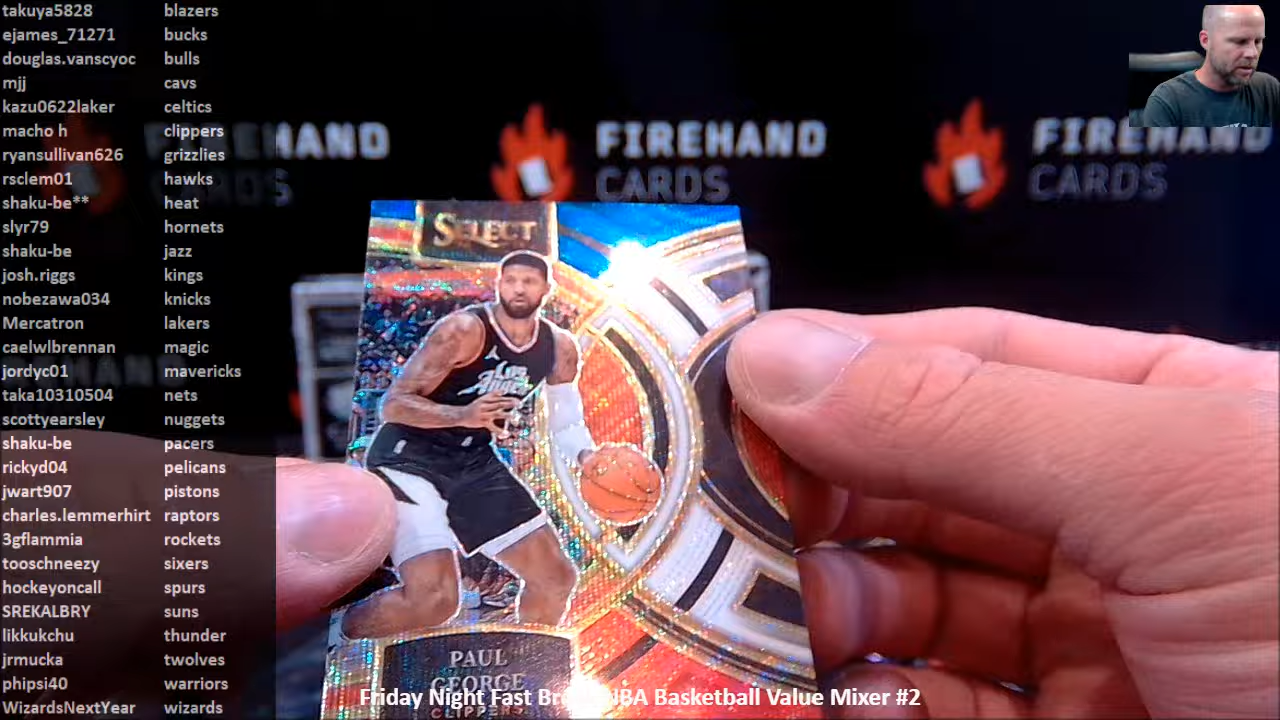 takuya5828 blazers
ejames_71271 bucks
douglas.vanscyoc bulls
mjj cavs
kazu0622laker celtics
macho h clippers
ryansullivan626 grizzlies
rsclem01 hawks
shaku-be** heat
slyr79 hornets
shaku-be jazz
josh.riggs kings
nobezawa034 knicks
Mercatron lakers
caelwlbrennan magic
jordyc01 mavericks
taka10310504 nets
scottyearsley nuggets
shaku-be pacers
rickyd04 pelicans
jwart907 pistons
charles.lemmerhirt raptors
3gflammia rockets
tooschneezy sixers
hockeyoncall spurs
SREKALBRY suns
likkukchu thunder
jrmucka twolves
phipsi40 warriors
WizardsNextYear wizards
HAND
FIREHAND
CARDS
FIREHAND
CARDS
SELECT
Los
Angeles
PAUL
GEORGE
CLIPPERS
Friday Night Fast Break NBA Basketball Value Mixer #2